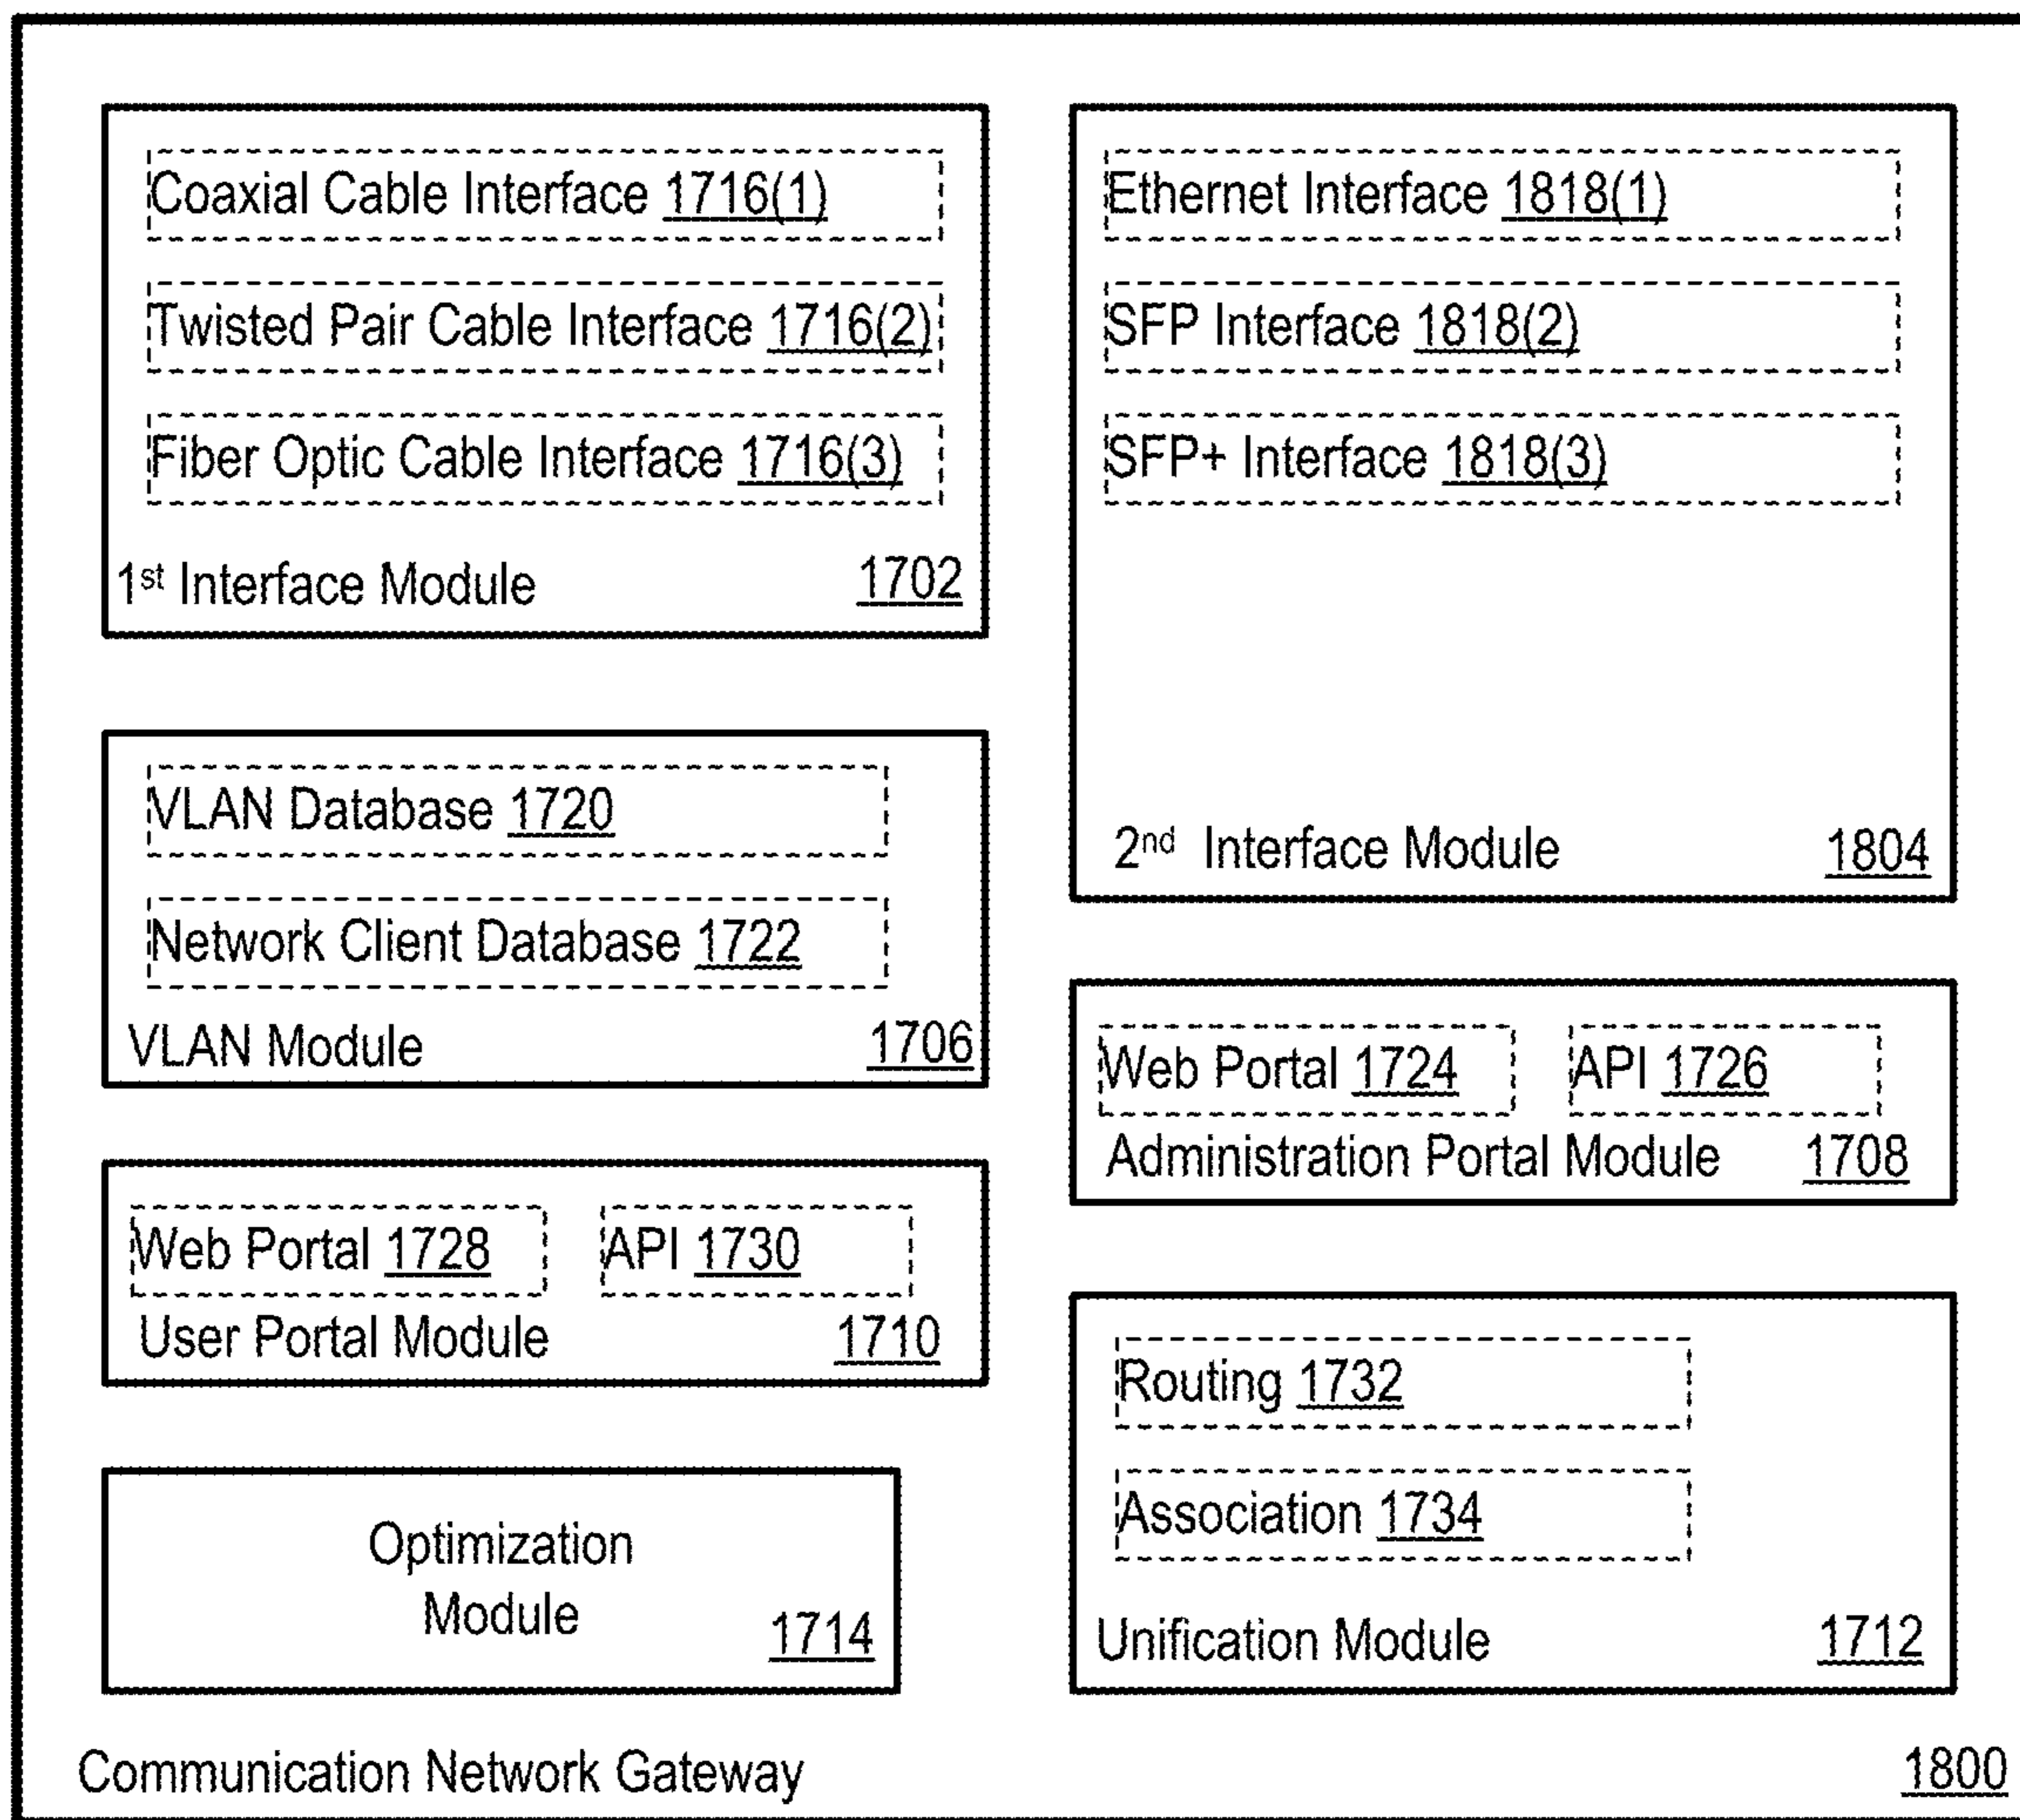 Coaxial Cable Interface 1716(1)
Twisted Pair Cable Interface 1716(2)
Fiber Optic Cable Interface 1716(3)
1st Interface Module 1702
Ethernet Interface 1818(1)
SFP Interface 1818(2)
SFP+ Interface 1818(3)
2nd Interface Module 1804
VLAN Database 1720
Network Client Database 1722
VLAN Module 1706
Web Portal 1724 API 1726
Administration Portal Module 1708
Web Portal 1728 API 1730
User Portal Module 1710
Routing 1732
Association 1734
Unification Module 1712
Optimization
Module 1714
Communication Network Gateway 1800